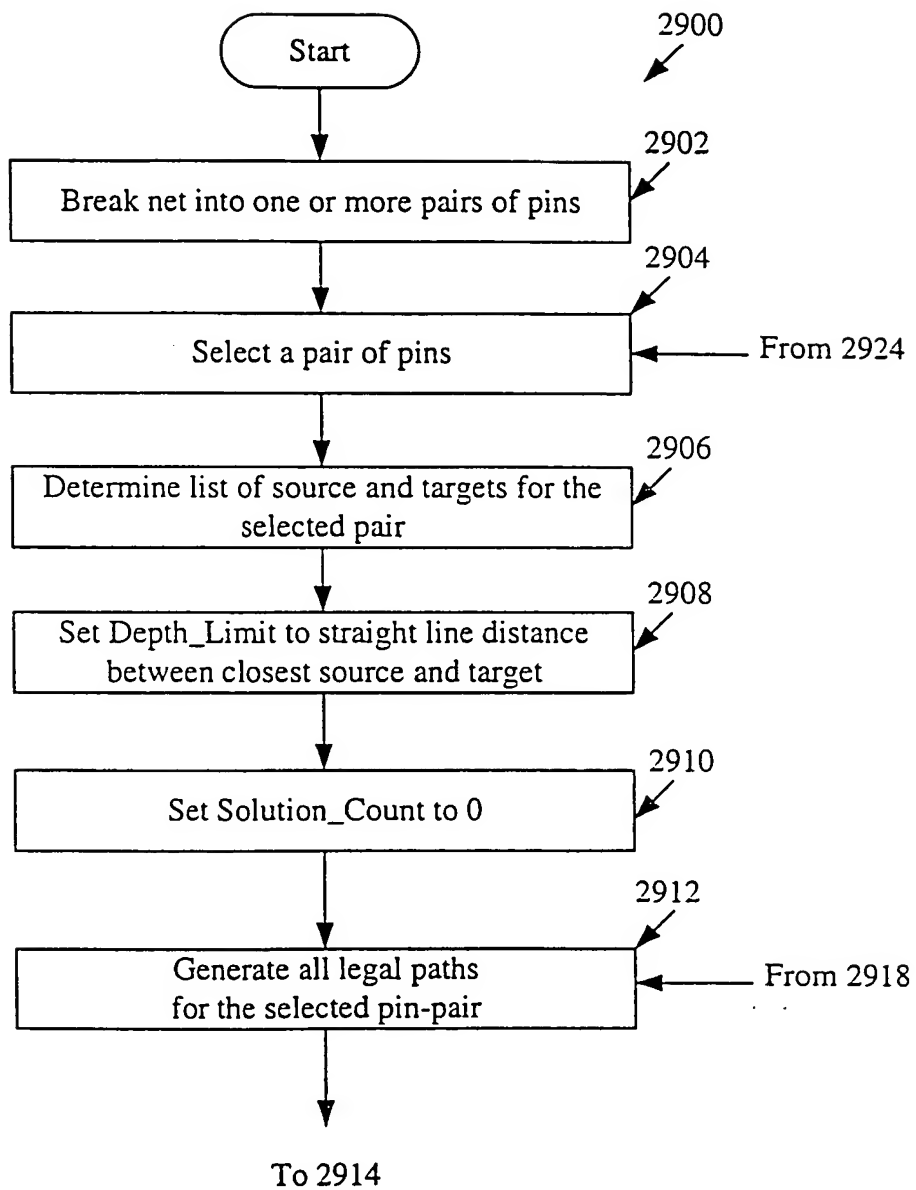 Start
2900
2902
Break net into one or more pairs of pins
2904
Select a pair of pins
From 2924
2906
Determine list of source and targets for the
selected pair
2908
Set Depth_Limit to straight line distance
between closest source and target
2910
Set Solution_Count to 0
2912
Generate all legal paths
for the selected pin-pair
From 2918
To 2914